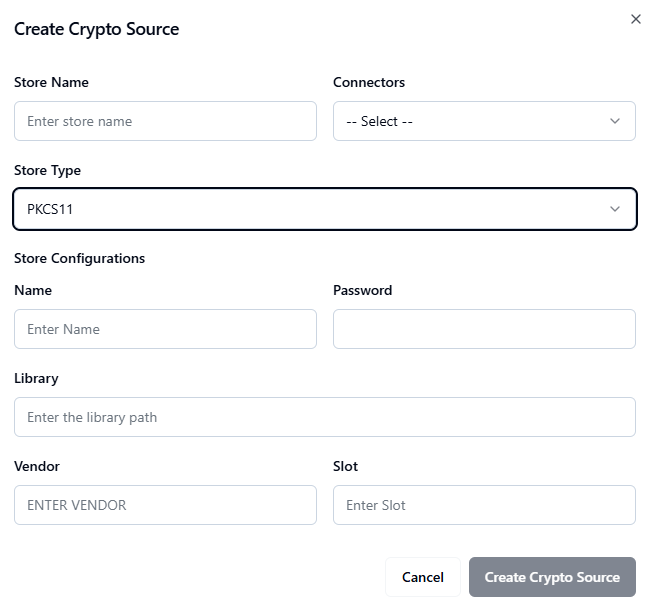 Create Crypto Source
Store Name
Connectors
Enter store name
-- Select --
Store Type
PKCS11
Store Configurations
Name
Password
Enter Name
Library
Enter the library path
Vendor
Slot
ENTER VENDOR
Enter Slot
Cancel
Create Crypto Source